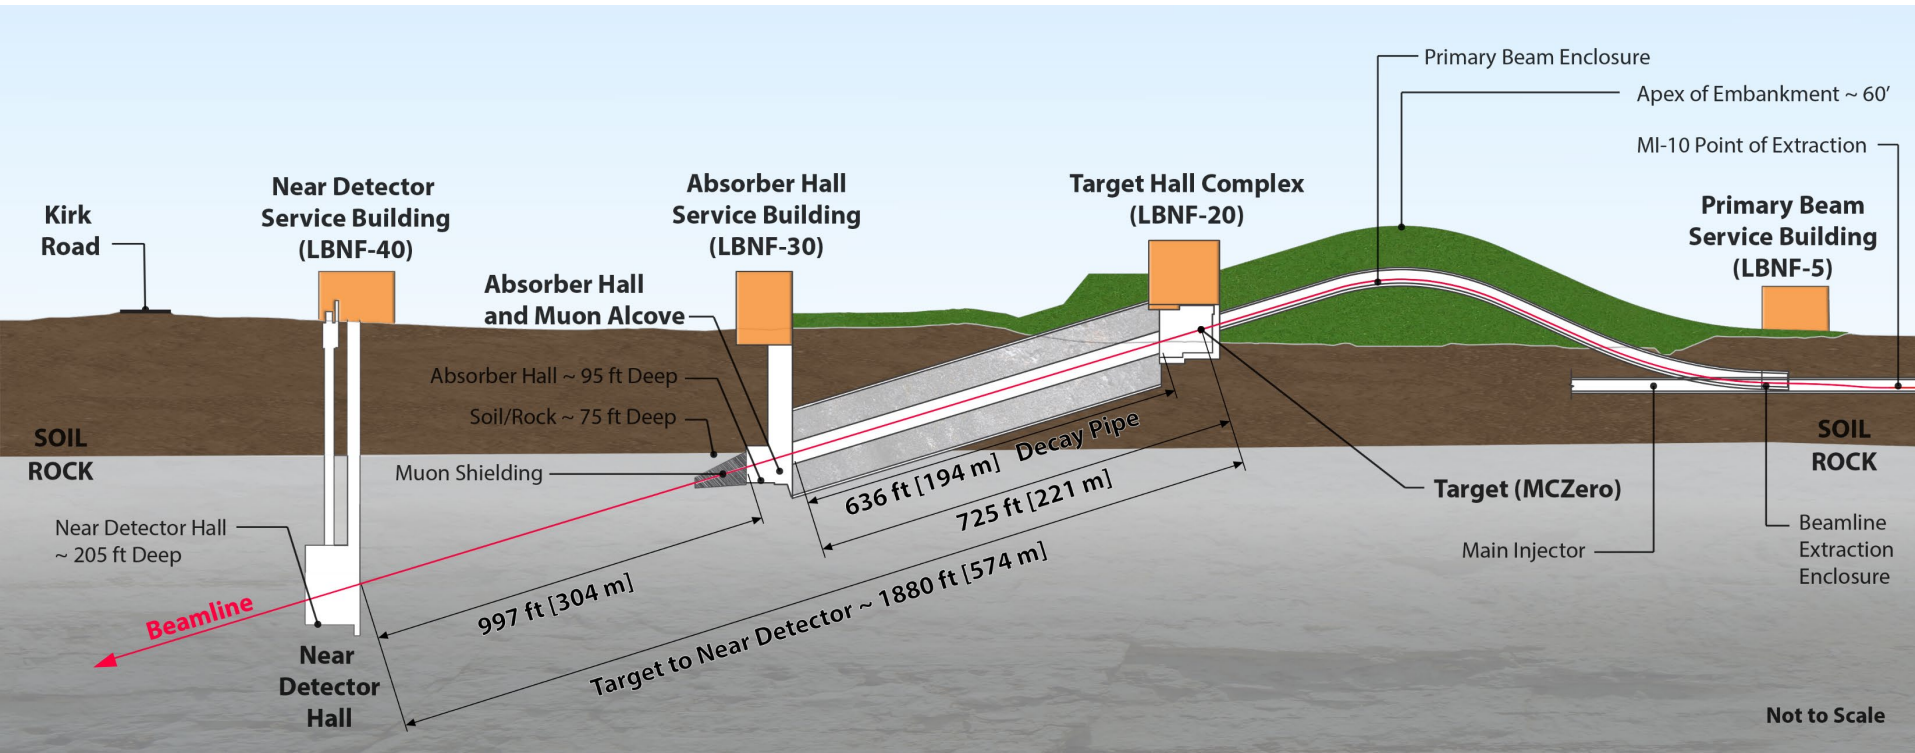 Primary Beam Enclosure
Apex of Embankment ~ 60’
MI-10 Point of Extraction
Kirk
Road
Near Detector
Service Building
(LBNF-40)
Absorber Hall
Service Building
(LBNF-30)
Target Hall Complex
(LBNF-20)
Primary Beam
Service Building
(LBNF-5)
Absorber Hall
and Muon Alcove
Absorber Hall ~ 95 ft Deep
Soil/Rock ~ 75 ft Deep
Muon Shielding
SOIL
ROCK
SOIL
ROCK
Near Detector Hall
~ 205 ft Deep
636 ft [194 m] Decay Pipe
725 ft [221 m]
997 ft [304 m]
Target to Near Detector ~ 1880 ft [574 m]
Target (MCZero)
Main Injector
Beamline
Extraction
Enclosure
Beamline
Near
Detector
Hall
Not to Scale